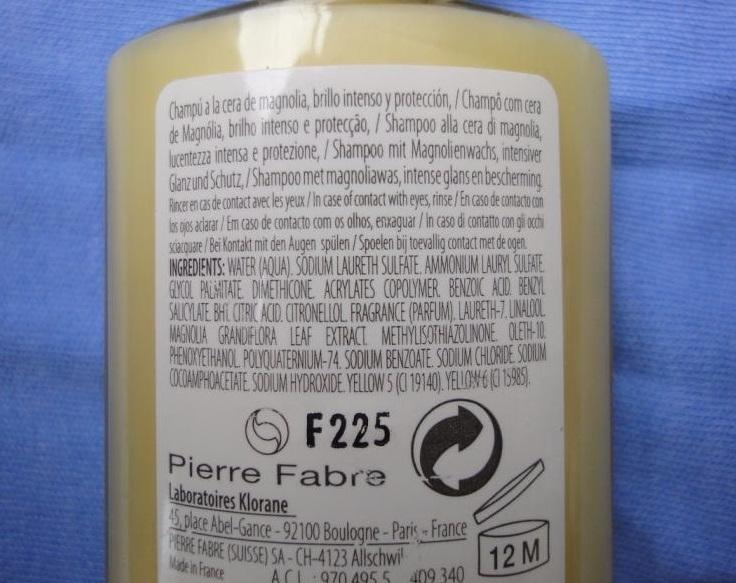 Champú a la cera de magnolia, brillo intenso y protección, / Champô com cera
de Magnólia, brilho intenso e protecção, / Shampoo alla cera di magnolia,
lucentezza intensa e protezione, / Shampoo mit Magnolienwachs, intensiver
Glanz und Schutz, / Shampoo met magnoliawas, intense glans en bescherming.
Rincer en cas de contact avec les yeux / In case of contact with eyes, rinse / En caso de contacto con
los ojos aclarar / Em caso de contacto com os olhos, enxaguar / In caso di contatto con gli occhi
sciacquare / Bei Kontakt mit den Augen spülen / Spoelen bij toevallig contact met de ogen.
INGREDIENTS: WATER (AQUA). SODIUM LAURETH SULFATE. AMMONIUM LAURYL SULFATE.
GLYCOL PALMITATE. DIMETHICONE. ACRYLATES COPOLYMER. BENZOIC ACID. BENZYL
SALICYLATE. BHT. CITRIC ACID. CITRONELLOL. FRAGRANCE (PARFUM). LAURETH-7. LINALOOL.
MAGNOLIA GRANDIFLORA LEAF EXTRACT. METHYLISOTHIAZOLINONE. OLETH-10.
PHENOXYETHANOL. POLYQUATERNIUM-74. SODIUM BENZOATE. SODIUM CHLORIDE. SODIUM
COCOAMPHOACETATE. SODIUM HYDROXIDE. YELLOW 5 (CI 19140). YELLOW 6 (CI 15985).
F225
Pierre Fabre
Laboratoires Klorane
45, place Abel-Gance - 92100 Boulogne - Paris - France
PIERRE FABRE (SUISSE) SA - CH-4123 Allschwil
12 M
Made in France
A.C.L.: 970 495.5 409 340